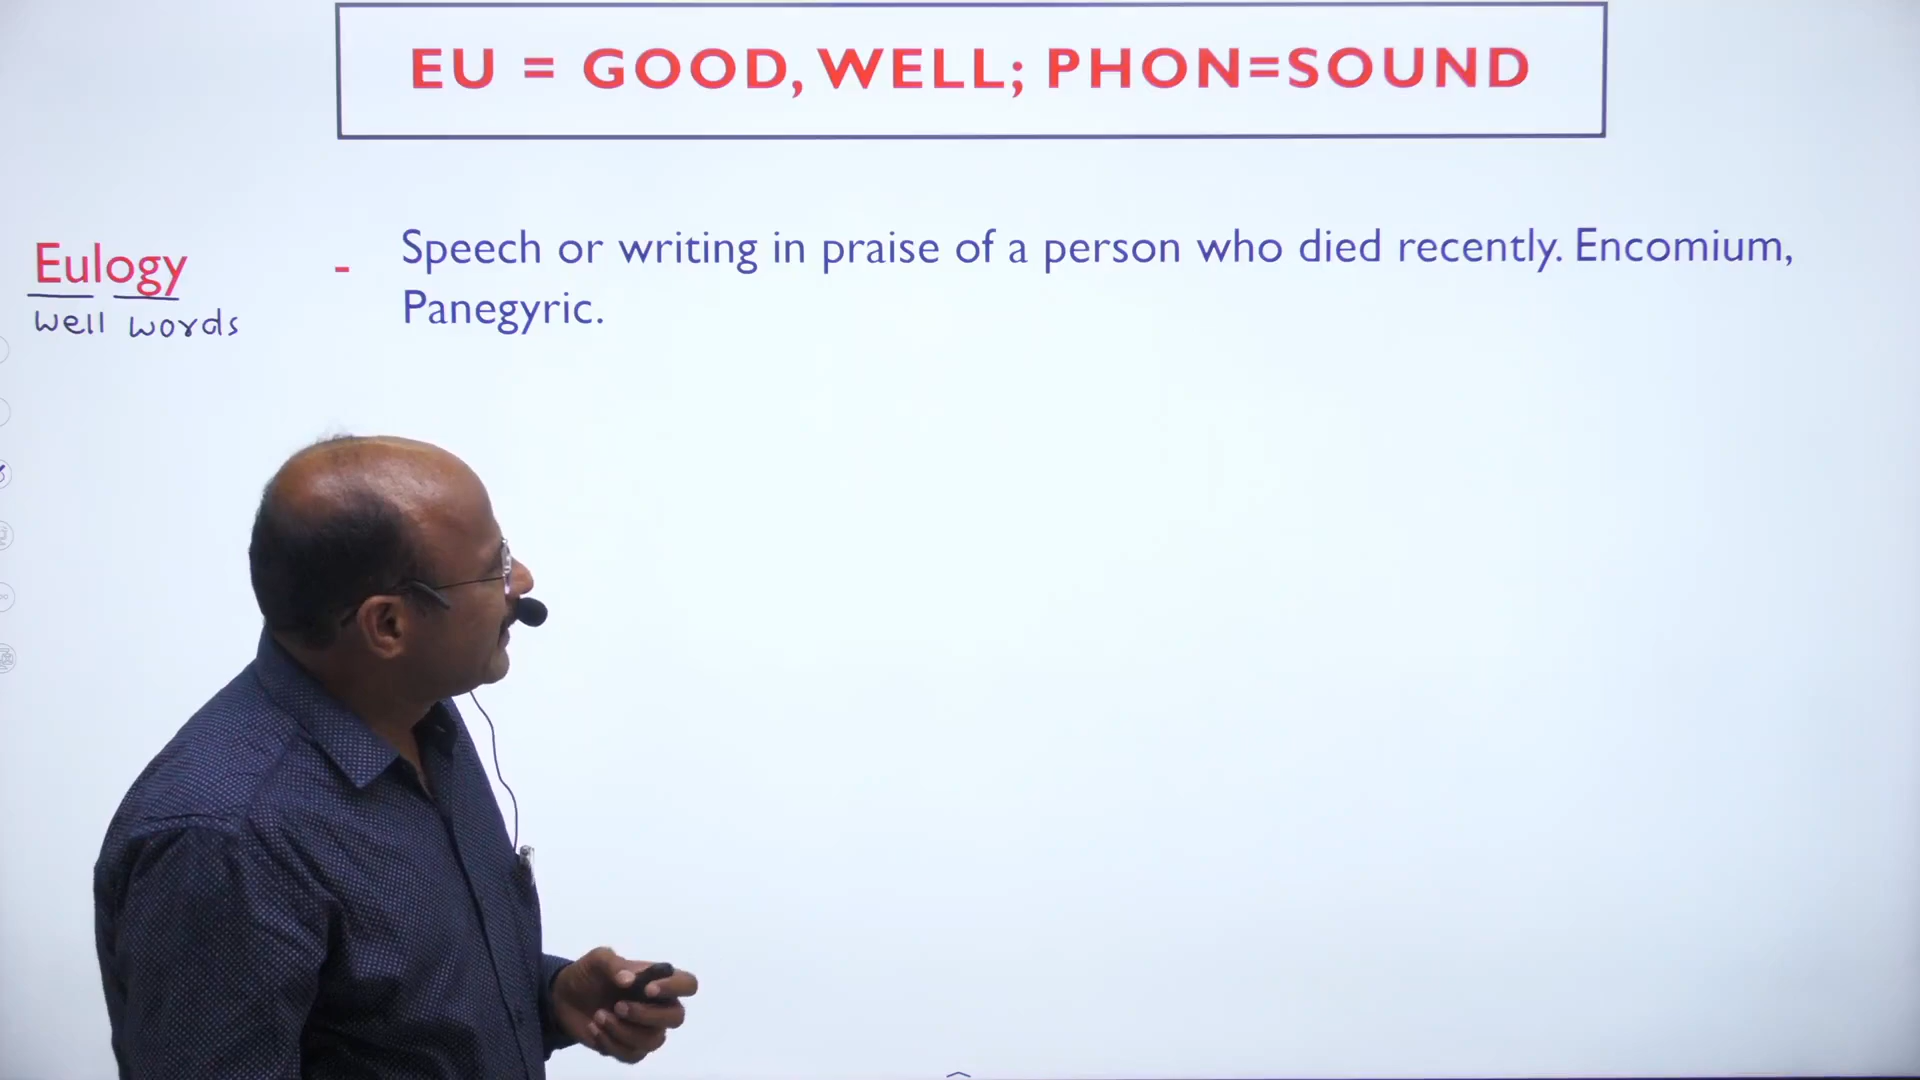 EU = GOOD, WELL; PHON=SOUND
Eulogy - Speech or writing in praise of a person who died recently. Encomium,
Panegyric.
well words